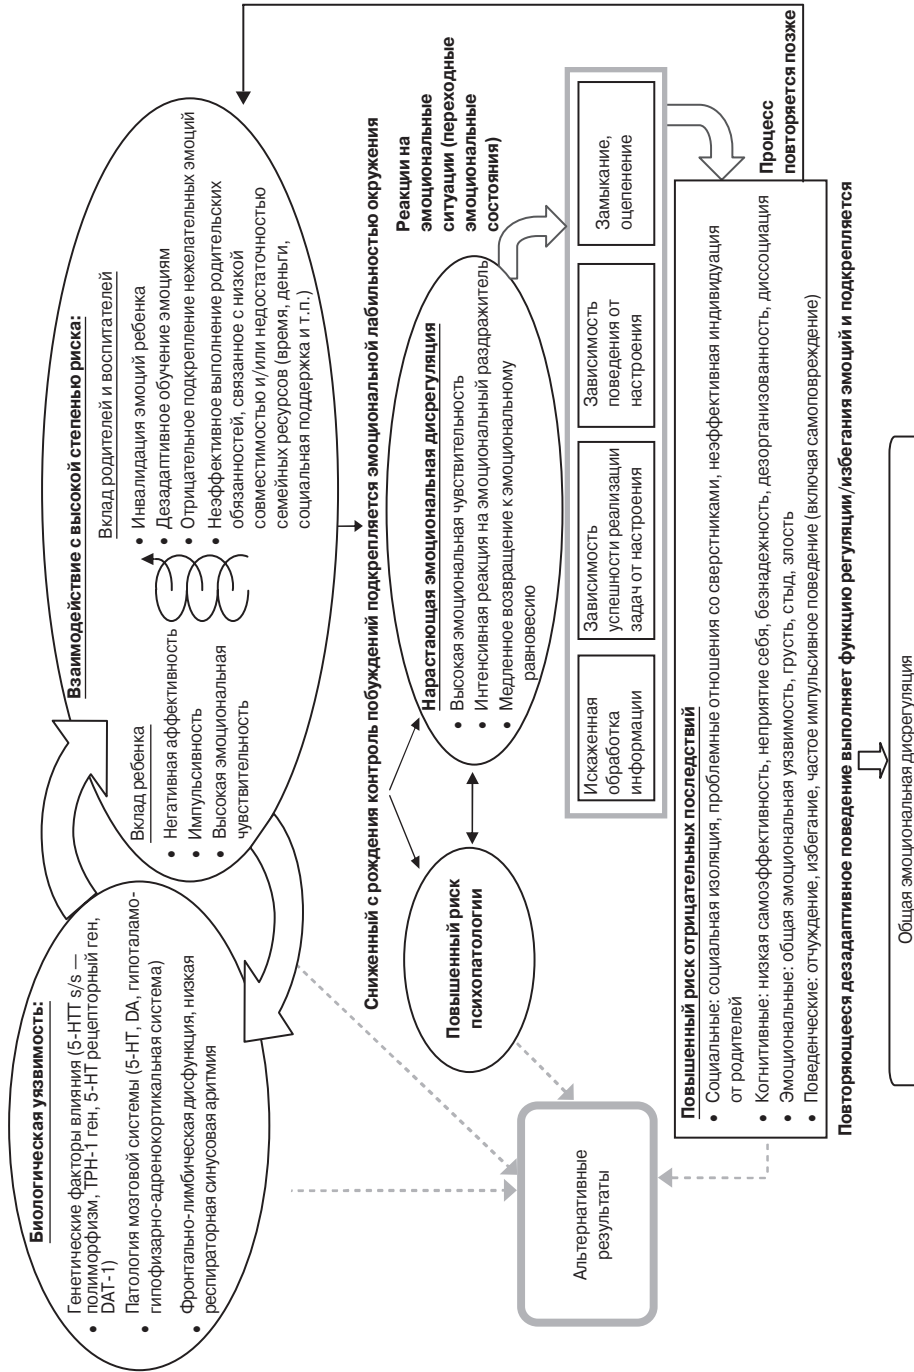 Биологическая уязвимость:
• Генетические факторы влияния (5-HTT s/s —
полиморфизм, TPH-1 ген, 5-HT рецепторный ген,
DAT-1)
• Патология мозговой системы (5-HT, DA, гипоталамо-
гипофизарно-адренокортикальная система)
• Фронтально-лимбическая дисфункция, низкая
респираторная синусовая аритмия
Взаимодействие с высокой степенью риска:
Вклад ребенка
• Негативная аффективность
• Импульсивность
• Высокая эмоциональная
чувствительность
Вклад родителей и воспитателей
• Инвалидация эмоций ребенка
• Дезадаптивное обучение эмоциям
• Отрицательное подкрепление нежелательных эмоций
• Неэффективное выполнение родительских
обязанностей, связанное с низкой
совместимостью и/или недостаточностью
семейных ресурсов (время, деньги,
социальная поддержка и т.п.)
Сниженный с рождения контроль побуждений подкрепляется эмоциональной лабильностью окружения
Повышенный риск
психопатологии
Нарастающая эмоциональная дисрегуляция
• Высокая эмоциональная чувствительность
• Интенсивная реакция на эмоциональный раздражитель
• Медленное возвращение к эмоциональному
равновесию
Реакции на
эмоциональные
ситуации (переходные
эмоциональные
состояния)
Искаженная
обработка
информации
Зависимость
успешности реализации
задач от настроения
Зависимость
поведения от
настроения
Замыкание,
оцепенение
Альтернативные
результаты
Повышенный риск отрицательных последствий
• Социальные: социальная изоляция, проблемные отношения со сверстниками, неэффективная индивидуация
от родителей
• Когнитивные: низкая самоэффективность, неприятие себя, безнадежность, дезорганизованность, диссоциация
• Эмоциональные: общая эмоциональная уязвимость, грусть, стыд, злость
• Поведенческие: отчуждение, избегание, частое импульсивное поведение (включая самоповреждение)
Процесс
повторяется позже
Повторяющееся дезадаптивное поведение выполняет функцию регуляции/избегания эмоций и подкрепляется
Общая эмоциональная дисрегуляция